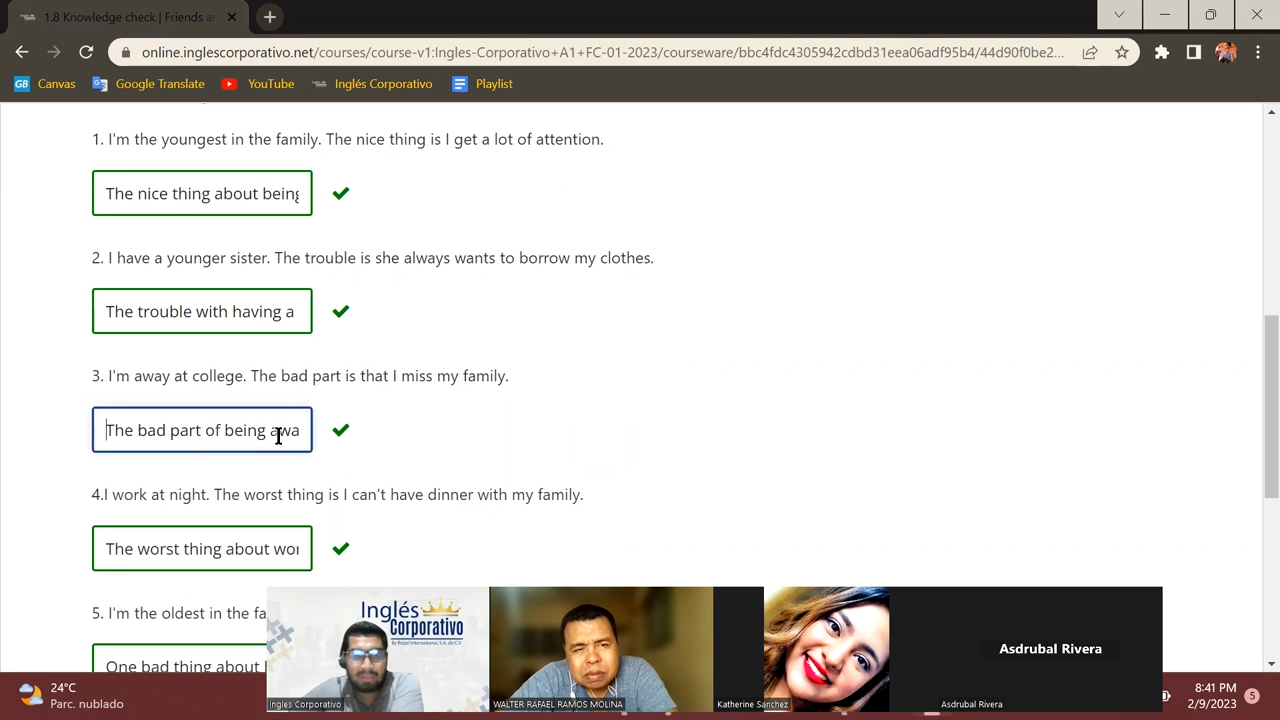 1.8 Knowledge check | Friends a
online.inglescorporativo.net/courses/course-v1:Ingles-Corporativo+A1+FC-01-2023/courseware/bbc4fdc4305942cdbd31eea06adf95b4/44d90f0be2...
GB Canvas Google Translate YouTube Inglés Corporativo Playlist
1. I'm the youngest in the family. The nice thing is I get a lot of attention.
The nice thing about being
2. I have a younger sister. The trouble is she always wants to borrow my clothes.
The trouble with having a
3. I'm away at college. The bad part is that I miss my family.
The bad part of being awa
4.I work at night. The worst thing is I can't have dinner with my family.
The worst thing about wor
5. I'm the oldest in the fa
One bad thing about
Inglés
Corporativo
By Regal International, S.A. de C.V.
Asdrubal Rivera
Ingles Corporativo
WALTER RAFAEL RAMOS MOLINA
Katherine Sanchez
Asdrubal Rivera
24°C
Parc. nublado
8:41 PM
2/9/2023
5